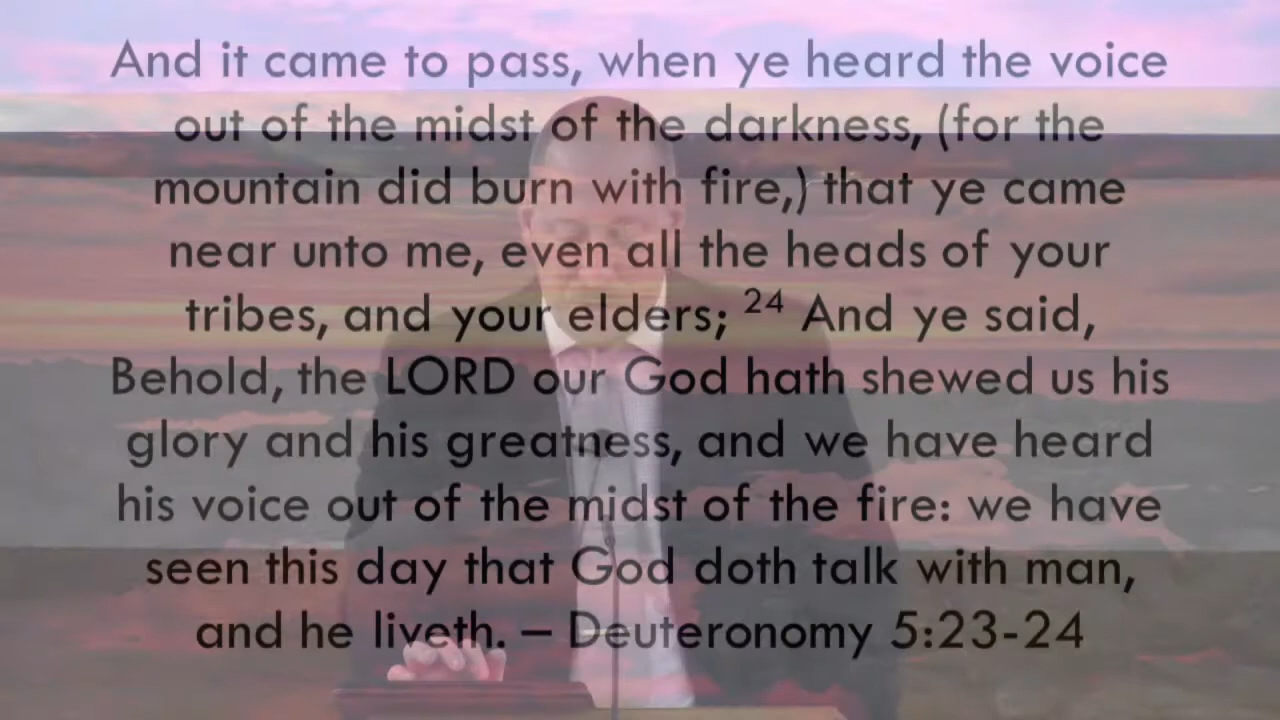 And it came to pass, when ye heard the voice
out of the midst of the darkness, (for the
mountain did burn with fire,) that ye came
near unto me, even all the heads of your
tribes, and your elders; 24 And ye said,
Behold, the LORD our God hath shewed us his
glory and his greatness, and we have heard
his voice out of the midst of the fire: we have
seen this day that God doth talk with man,
and he liveth. – Deuteronomy 5:23-24